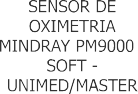 SENSOR DE
OXIMETRIA
MINDRAY PM9000
SOFT -
UNIMED/MASTER